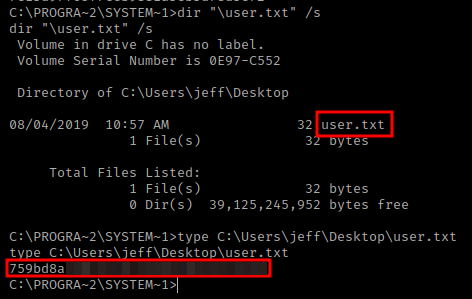 C:\PROGRA~2\SYSTEM~1>dir "\user.txt" /s
dir "\user.txt" /s
 Volume in drive C has no label.
 Volume Serial Number is 0E97-C552

 Directory of C:\Users\jeff\Desktop

08/04/2019  10:57 AM                32 user.txt
               1 File(s)             32 bytes

     Total Files Listed:
               1 File(s)             32 bytes
               0 Dir(s)  39,125,245,952 bytes free

C:\PROGRA~2\SYSTEM~1>type C:\Users\jeff\Desktop\user.txt
type C:\Users\jeff\Desktop\user.txt
759bd8a
C:\PROGRA~2\SYSTEM~1>